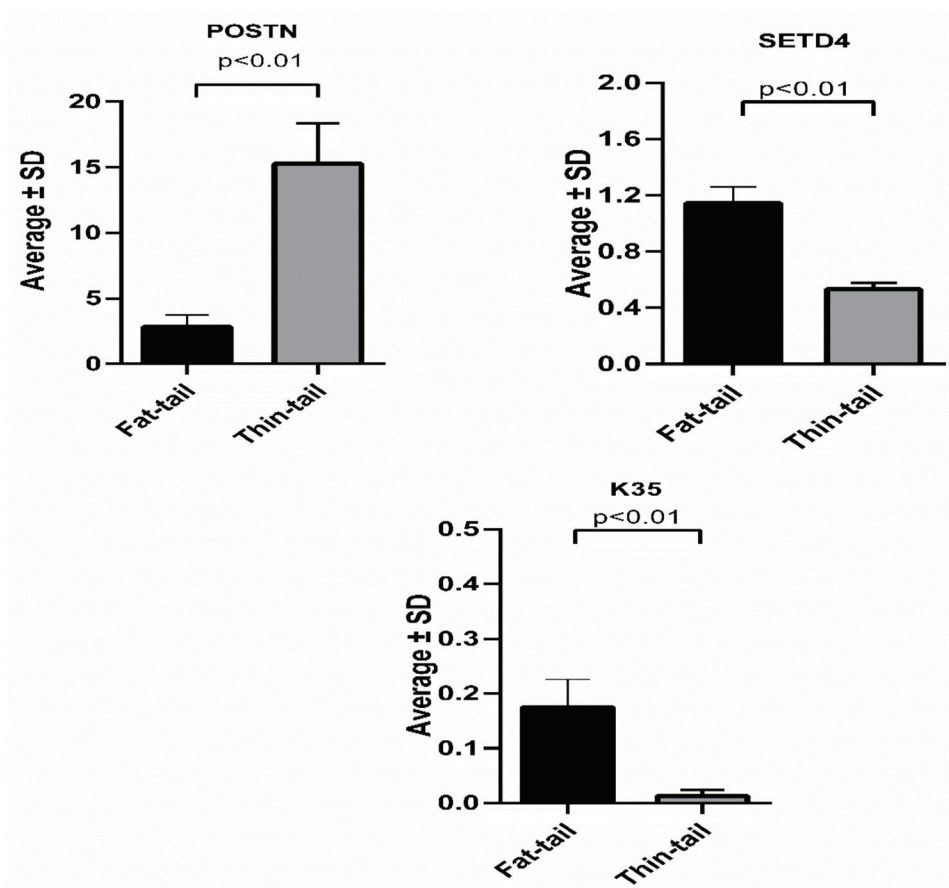 POSTN
p<0.01
20
15
10
5
0
Average ± SD
Fat-tail
Thin-tail
SETD4
p<0.01
2.0
1.6
1.2
0.8
0.4
0.0
Average ± SD
Fat-tail
Thin-tail
K35
p<0.01
0.5
0.4
0.3
0.2
0.1
0.0
Average ± SD
Fat-tail
Thin-tail